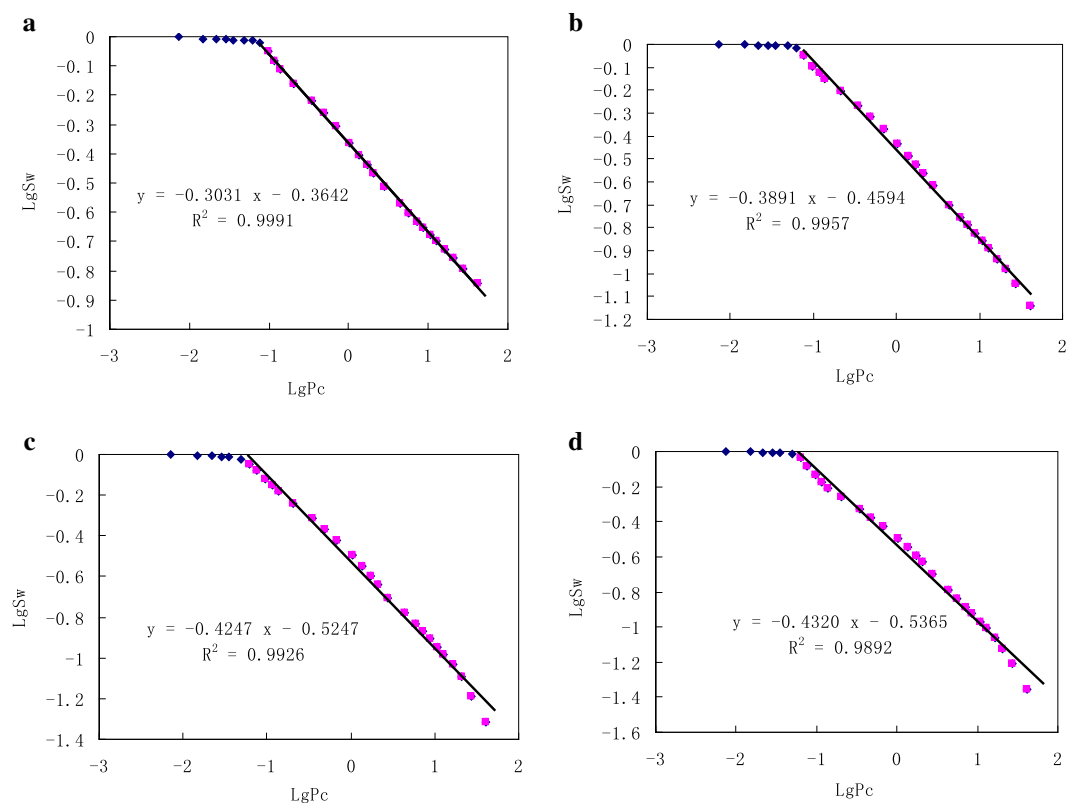 a
0
-0.1
-0.2
-0.3
-0.4
-0.5
-0.6
-0.7
-0.8
-0.9
-1
LgSw
y = -0.3031 x - 0.3642
R² = 0.9991
-3 -2 -1 0 1 2
LgPc
b
0
-0.1
-0.2
-0.3
-0.4
-0.5
-0.6
-0.7
-0.8
-0.9
-1
-1.1
-1.2
LgSw
y = -0.3891 x - 0.4594
R² = 0.9957
-3 -2 -1 0 1 2
LgPc
c
0
-0.2
-0.4
-0.6
-0.8
-1
-1.2
-1.4
LgSw
y = -0.4247 x - 0.5247
R² = 0.9926
-3 -2 -1 0 1 2
LgPc
d
0
-0.2
-0.4
-0.6
-0.8
-1
-1.2
-1.4
-1.6
LgSw
y = -0.4320 x - 0.5365
R² = 0.9892
-3 -2 -1 0 1 2
LgPc